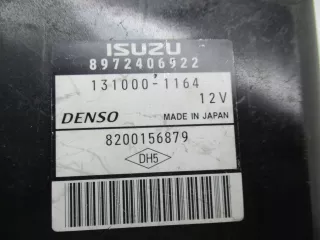 ISUZU
8972406922
131000-1164
12V
DENSO MADE IN JAPAN
8200156879
DH5